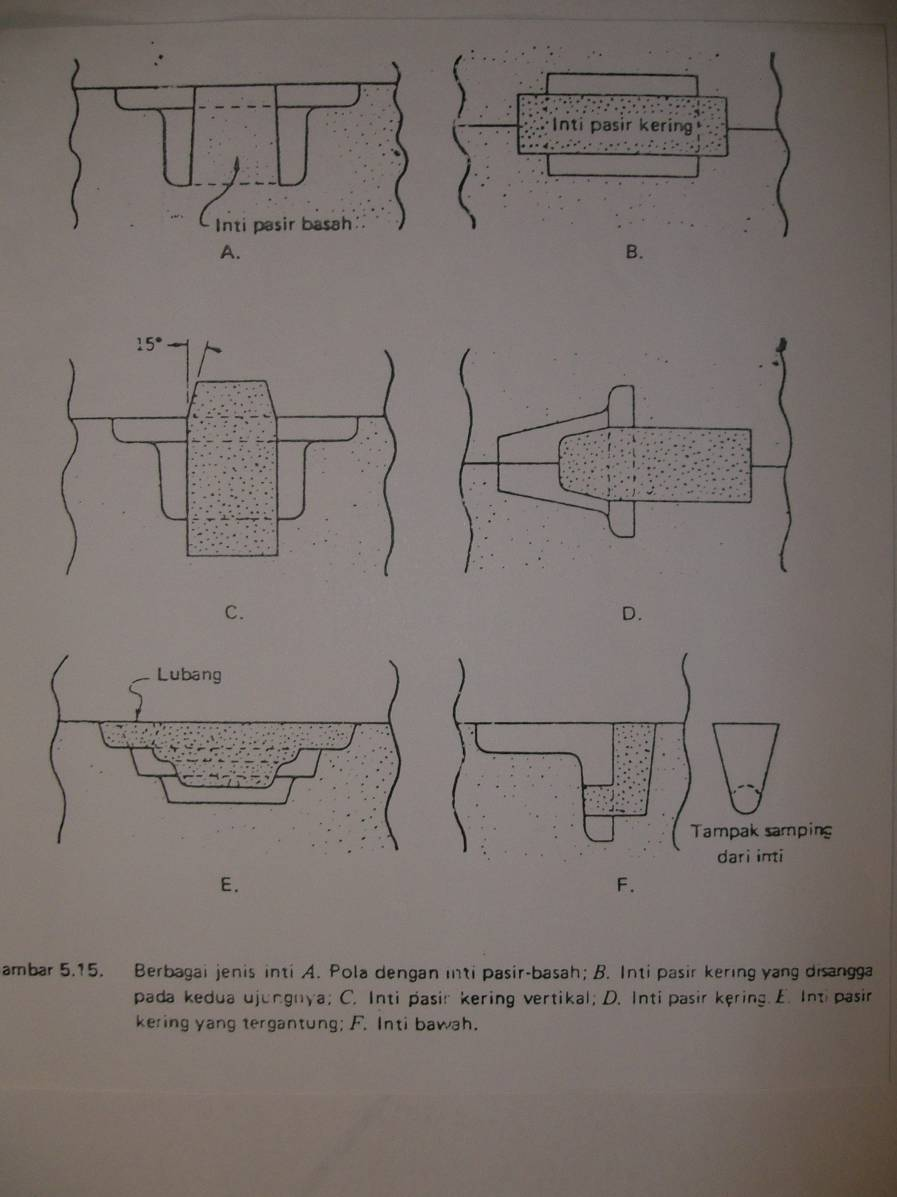 Inti pasir basah
A.
Inti pasir kering
B.
15°
C.
D.
Lubang
E.
Tampak samping
dari inti
F.
ambar 5.15. Berbagai jenis inti A. Pola dengan inti pasir-basah; B. Inti pasir kering yang disangga
pada kedua ujungnya; C. Inti pasir kering vertikal; D. Inti pasir kering. E. Inti pasir
kering yang tergantung; F. Inti bawah.